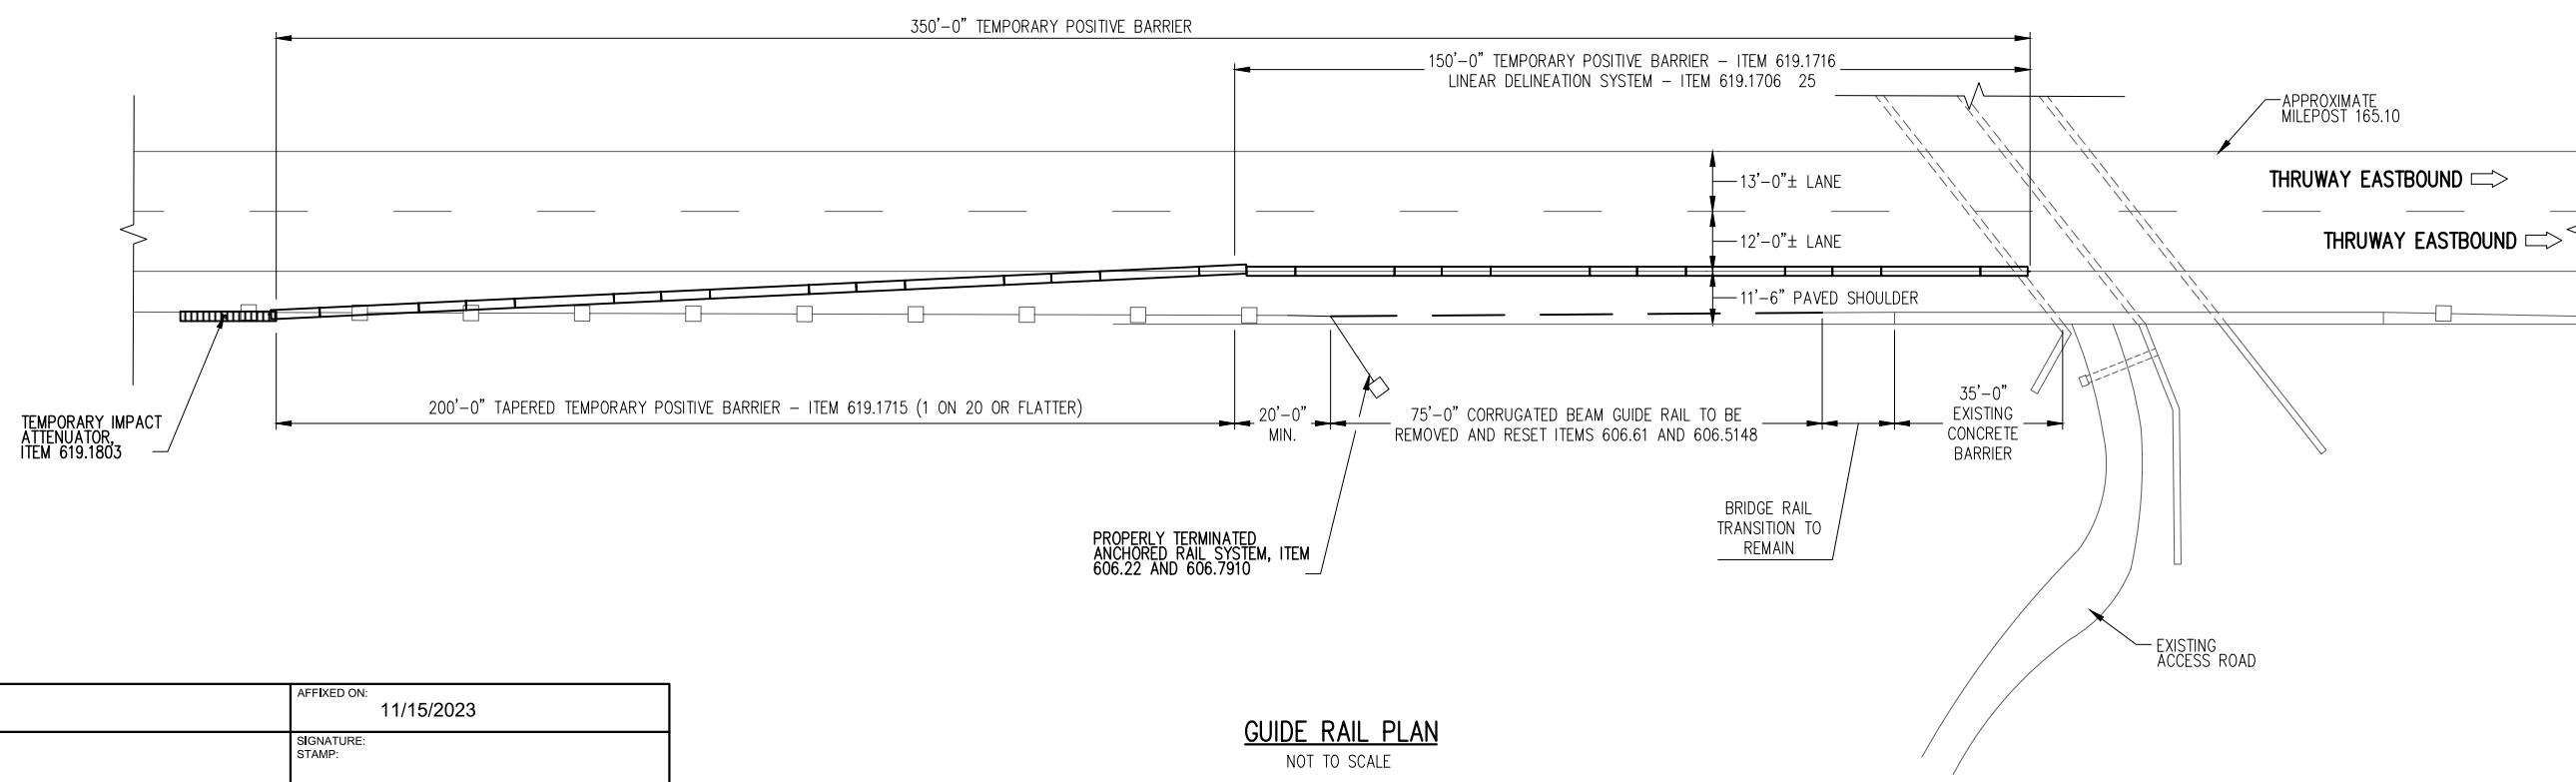 350'-0" TEMPORARY POSITIVE BARRIER
150'-0" TEMPORARY POSITIVE BARRIER - ITEM 619.1716
LINEAR DELINEATION SYSTEM - ITEM 619.1706 25
APPROXIMATE
MILEPOST 165.10
13'-0"± LANE
THRUWAY EASTBOUND
12'-0"± LANE
THRUWAY EASTBOUND
11'-6" PAVED SHOULDER
TEMPORARY IMPACT
ATTENUATOR,
ITEM 619.1803
200'-0" TAPERED TEMPORARY POSITIVE BARRIER - ITEM 619.1715 (1 ON 20 OR FLATTER)
20'-0"
MIN.
75'-0" CORRUGATED BEAM GUIDE RAIL TO BE
REMOVED AND RESET ITEMS 606.61 AND 606.5148
35'-0"
EXISTING
CONCRETE
BARRIER
PROPERLY TERMINATED
ANCHORED RAIL SYSTEM, ITEM
606.22 AND 606.7910
BRIDGE RAIL
TRANSITION TO
REMAIN
EXISTING
ACCESS ROAD
AFFIXED ON:
11/15/2023
SIGNATURE:
STAMP:
GUIDE RAIL PLAN
NOT TO SCALE